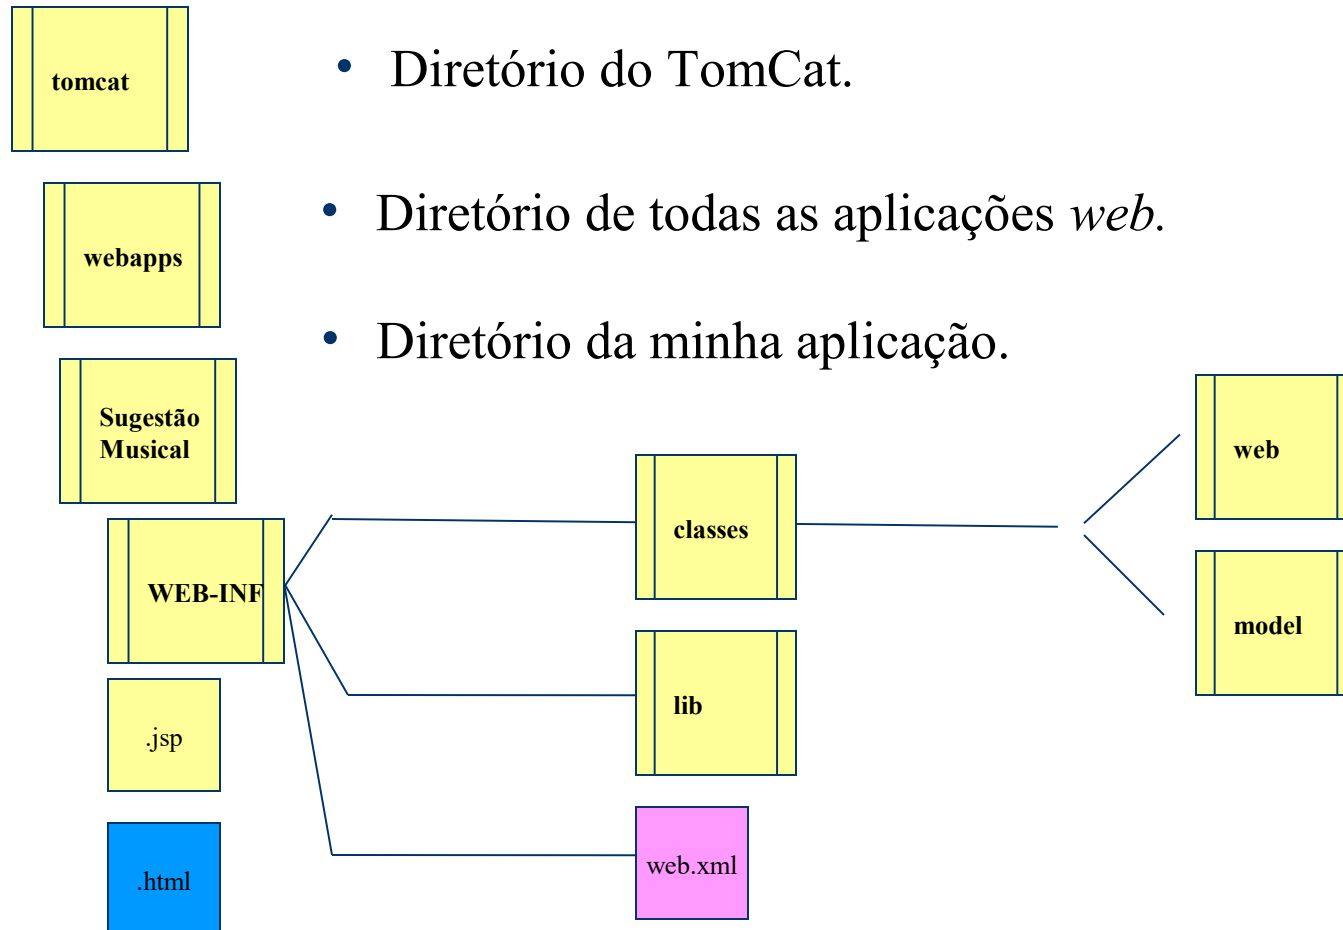 tomcat
• Diretório do TomCat.
webapps
• Diretório de todas as aplicações web.
• Diretório da minha aplicação.
Sugestão
Musical
WEB-INF
classes
web
model
lib
.jsp
web.xml
.html